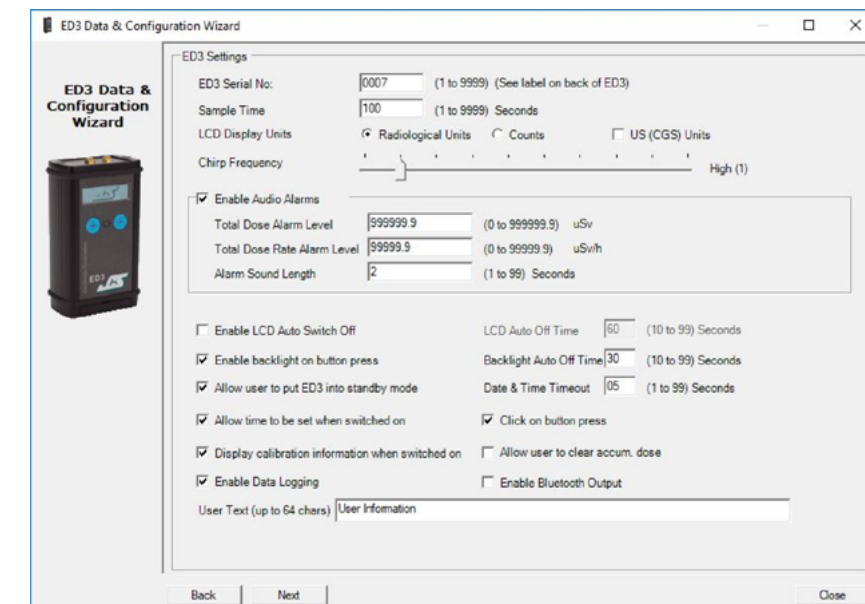 ED3 Data & Configuration Wizard
ED3 Data &
Configuration
Wizard
ED3
ED3 Settings
ED3 Serial No: 0007 (1 to 9999) (See label on back of ED3)
Sample Time 100 (1 to 9999) Seconds
LCD Display Units Radiological Units Counts US (CGS) Units
Chirp Frequency High (1)
Enable Audio Alarms
Total Dose Alarm Level 999999.9 (0 to 999999.9) uSv
Total Dose Rate Alarm Level 99999.9 (0 to 99999.9) uSv/h
Alarm Sound Length 2 (1 to 99) Seconds
Enable LCD Auto Switch Off LCD Auto Off Time 60 (10 to 99) Seconds
Enable backlight on button press Backlight Auto Off Time 30 (10 to 99) Seconds
Allow user to put ED3 into standby mode Date & Time Timeout 05 (1 to 99) Seconds
Allow time to be set when switched on Click on button press
Display calibration information when switched on Allow user to clear accum. dose
Enable Data Logging Enable Bluetooth Output
User Text (up to 64 chars) User Information
Back Next Close